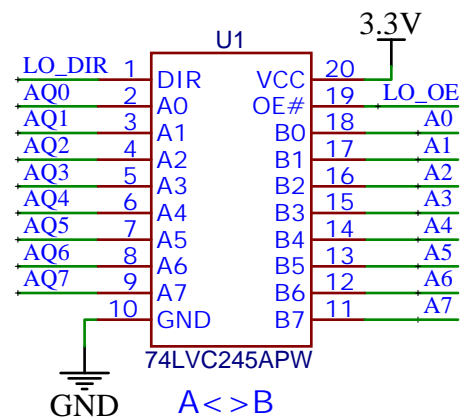 3.3V
U1
LO_DIR 1 DIR VCC 20
AQ0 2 A0 OE# 19 LO_OE
AQ1 3 A1 B0 18 A0
AQ2 4 A2 B1 17 A1
AQ3 5 A3 B2 16 A2
AQ4 6 A4 B3 15 A3
AQ5 7 A5 B4 14 A4
AQ6 8 A6 B5 13 A5
AQ7 9 A7 B6 12 A6
10 GND B7 11 A7
74LVC245APW
GND A<>B